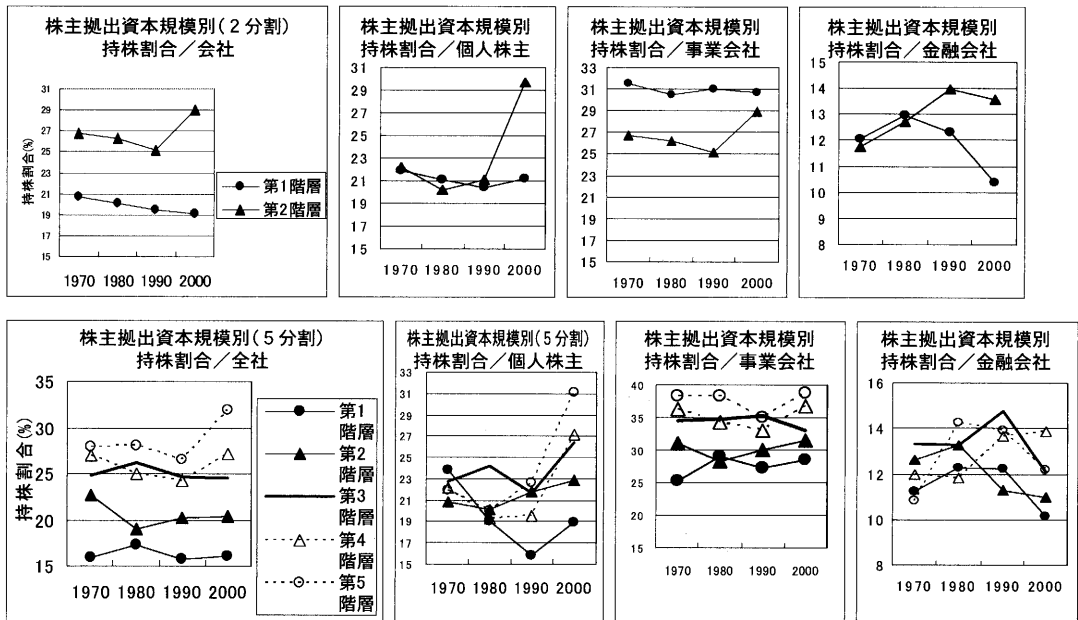 株主拠出資本規模別(2分割)
持株割合／会社
持株割合(%)
31
29
27
25
23
21
19
17
15
1970 1980 1990 2000
第1階層
第2階層
株主拠出資本規模別
持株割合／個人株主
31
29
27
25
23
21
19
17
15
1970 1980 1990 2000
株主拠出資本規模別
持株割合／事業会社
33
31
29
27
25
23
21
19
17
15
1970 1980 1990 2000
株主拠出資本規模別
持株割合／金融会社
15
14
13
12
11
10
9
8
1970 1980 1990 2000
株主拠出資本規模別(5分割)
持株割合／全社
持株割合(%)
35
30
25
20
15
1970 1980 1990 2000
第1
階層
第2
階層
第3
階層
第4
階層
第5
階層
株主拠出資本規模別(5分割)
持株割合／個人株主
33
31
29
27
25
23
21
19
17
15
1970 1980 1990 2000
株主拠出資本規模別
持株割合／事業会社
40
35
30
25
20
15
1970 1980 1990 2000
株主拠出資本規模別
持株割合／金融会社
16
14
12
10
8
1970 1980 1990 2000